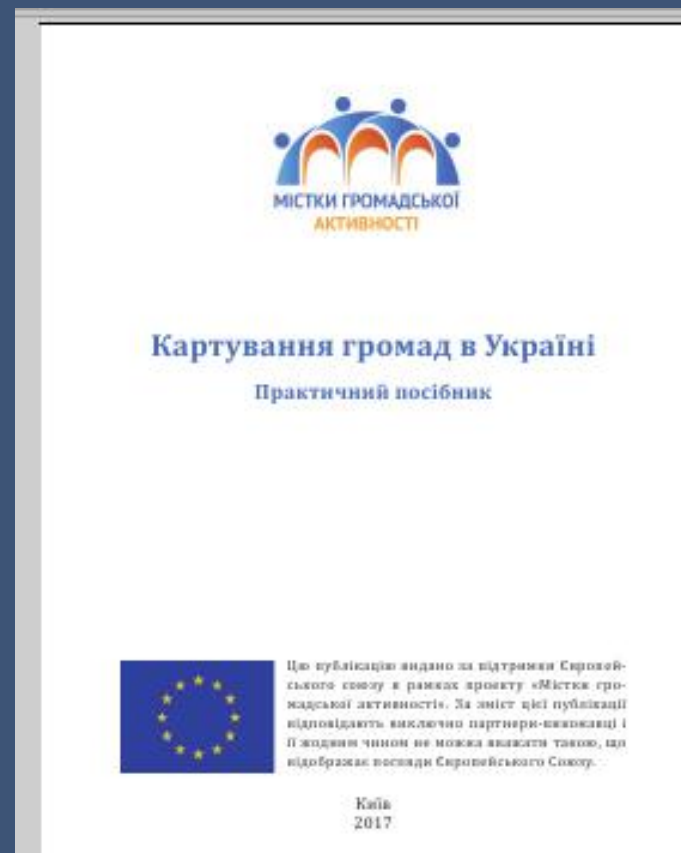 МІСТКИ ГРОМАДСЬКОЇ
АКТИВНОСТІ
Картування громад в Україні
Практичний посібник
Цю публікацію видано за підтримки Європей-
ського союзу в рамках проекту «Містки гро-
мадської активності». За зміст цієї публікації
відповідають виключно партнери-виконавці і
її жодним чином не можна вважати такою, що
відображає погляди Європейського Союзу.
Київ
2017